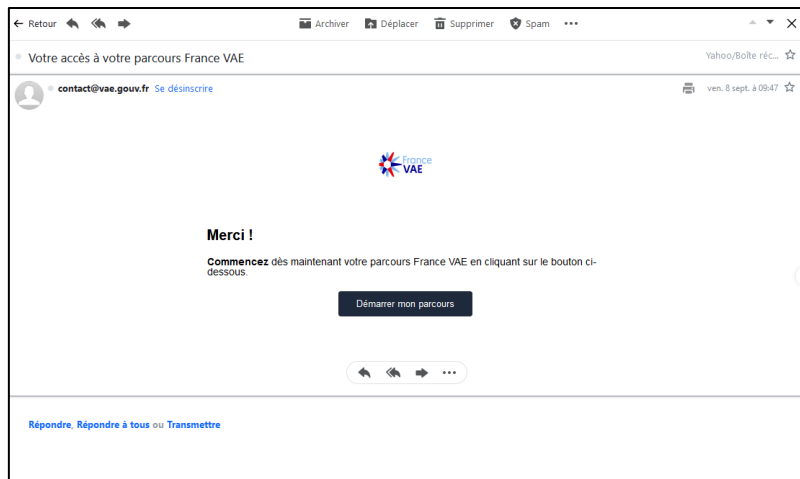 Retour
Archiver Déplacer Supprimer Spam
Votre accès à votre parcours France VAE Yahoo/Boîte réc...
contact@vae.gouv.fr Se désinscrire ven. 8 sept. à 09:47
France
VAE
Merci !
Commencez dès maintenant votre parcours France VAE en cliquant sur le bouton ci-
dessous.
Démarrer mon parcours
Répondre, Répondre à tous ou Transmettre